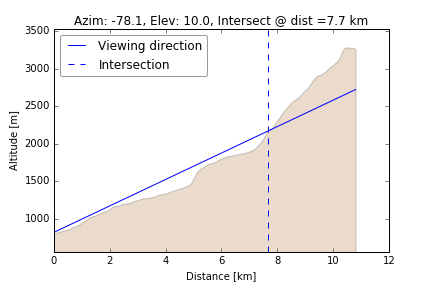 Azim: -78.1, Elev: 10.0, Intersect @ dist =7.7 km
Viewing direction
Intersection
Altitude [m]
3500
3000
2500
2000
1500
1000
0 2 4 6 8 10 12
Distance [km]